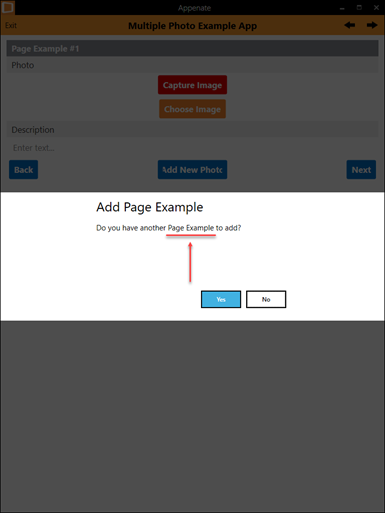 Appenate
Exit
Multiple Photo Example App
Page Example #1
Photo
Capture Image
Choose Image
Description
Enter text...
Back
Add New Photo
Next
Add Page Example
Do you have another Page Example to add?
Yes
No